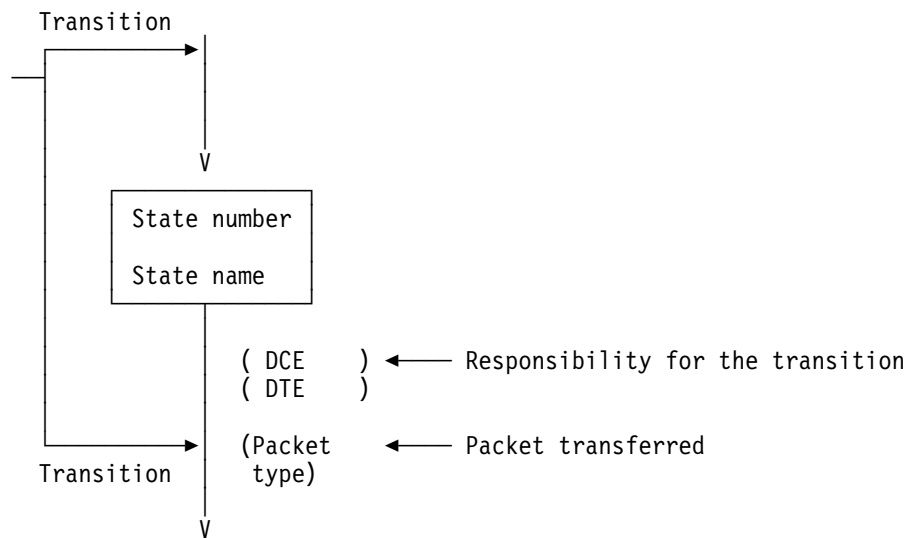 Transition
V
State number
State name
( DCE ) Responsibility for the transition
( DTE )
(Packet Packet transferred
Transition type)
V